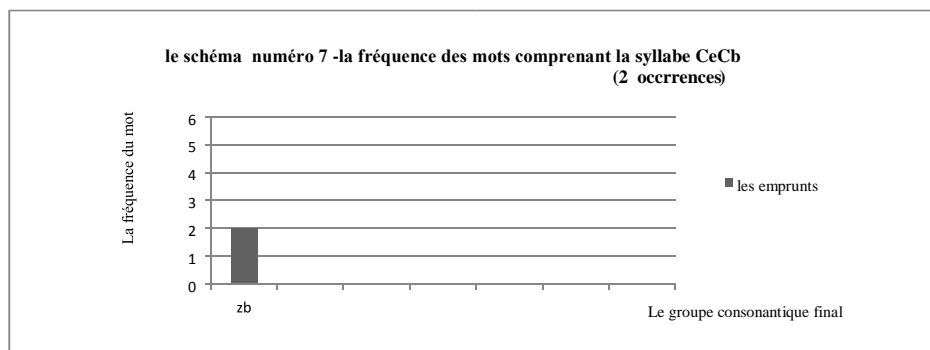 le schéma numéro 7 -la fréquence des mots comprenant la syllabe CeCb
(2 occrrences)
La fréquence du mot
6
5
4
3
2
1
0
zb
les emprunts
Le groupe consonantique final